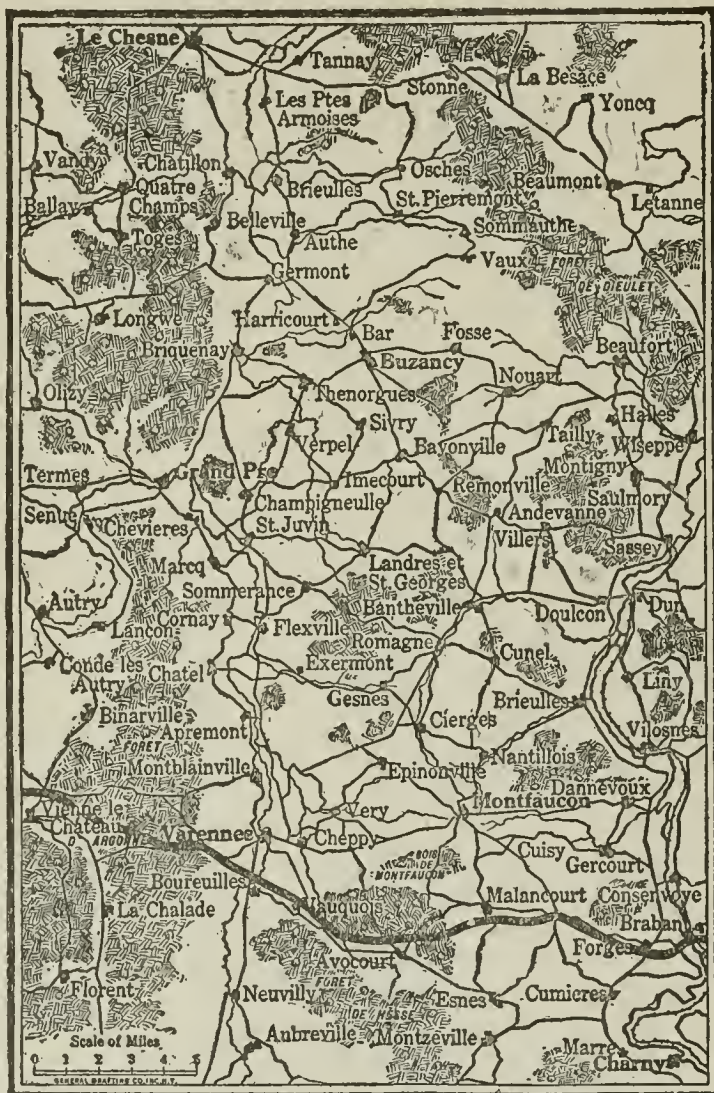 Le Chesne
Tannay
La Besace
Stonne
Les Ptes
Armoises
Yoncq
Vandy
Chatillon
Osches
Quatre
Champs
Brieulles
Beaumont
Letanne
Ballay
Belleville
St. Pierremont
Toges
Authe
Sommauthe
Vaux
FORET
DE DIEULET
Germont
Longwe
Harricourt
Bar
Fosse
Briquenay
Buzancy
Beaufort
Nouart
Olizy
Thenorgues
Sivry
Halles
Verpel
Bayonville
Tailly
Wiseppe
Termes
Grand Pre
Imecourt
Remonville
Montigny
Saulmory
Champigneulle
Andevanne
Senuc
Chevieres
St. Juvin
Villers
Sassey
Marcq
Landres et
St. Georges
Sommerance
Bantheville
Doulcon
Dun
Autry
Lancon
Cornay
Flexville
Romagne
Cunel
Conde les
Autry
Chatel
Exermont
Liny
Gesnes
Brieulles
Binarville
Apremont
Cierges
Vilosnes
FORET
Montblainville
Epinonville
Nantillois
Dannevoux
Vienne le
Chateau
D'ARGONNE
Very
Montfaucon
Varennes
Cheppy
Cuisy
Gercourt
BOIS
DE
MONTFAUCON
Boureuilles
La Chalade
Vauquois
Malancourt
Consenvoye
Braban
Forges
Avocourt
Florent
Neuvilly
FORET
DE HESSE
Esnes
Cumieres
Aubreville
Montzeville
Marre
Charny
Scale of Miles
0 1 2 3 4 5
GENERAL DRAFTING CO. INC. N.Y.